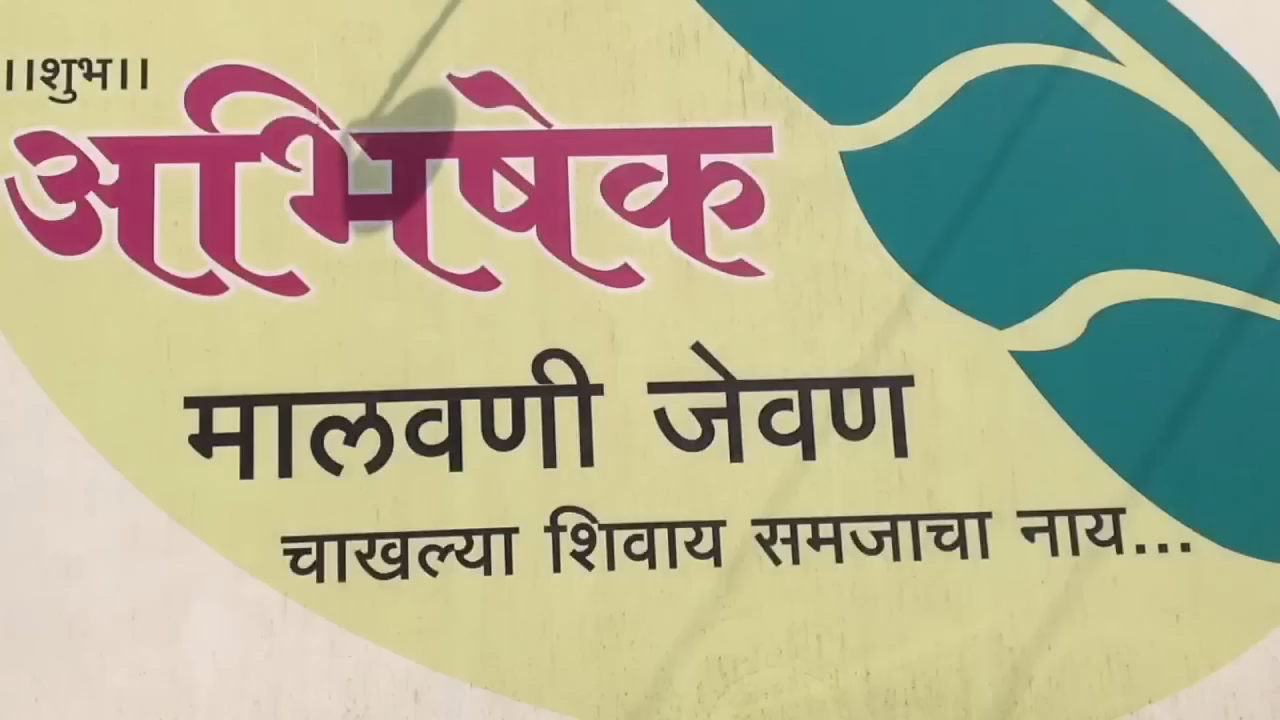 ।।शुभ।।
अभिषेक
मालवणी जेवण
चाखल्या शिवाय समजाचा नाय...